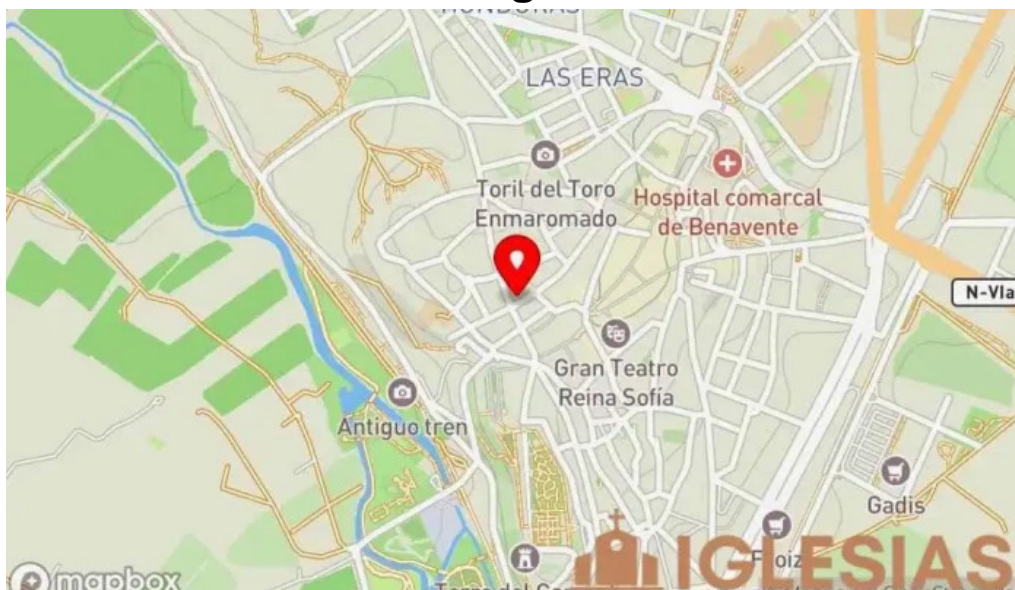 LAS ERAS
Toril del Toro
Enmaromado
Hospital comarcal
de Benavente
N-VIa
Gran Teatro
Reina Sofía
Antiguo tren
Gadis
IGLESIAS
mapbox